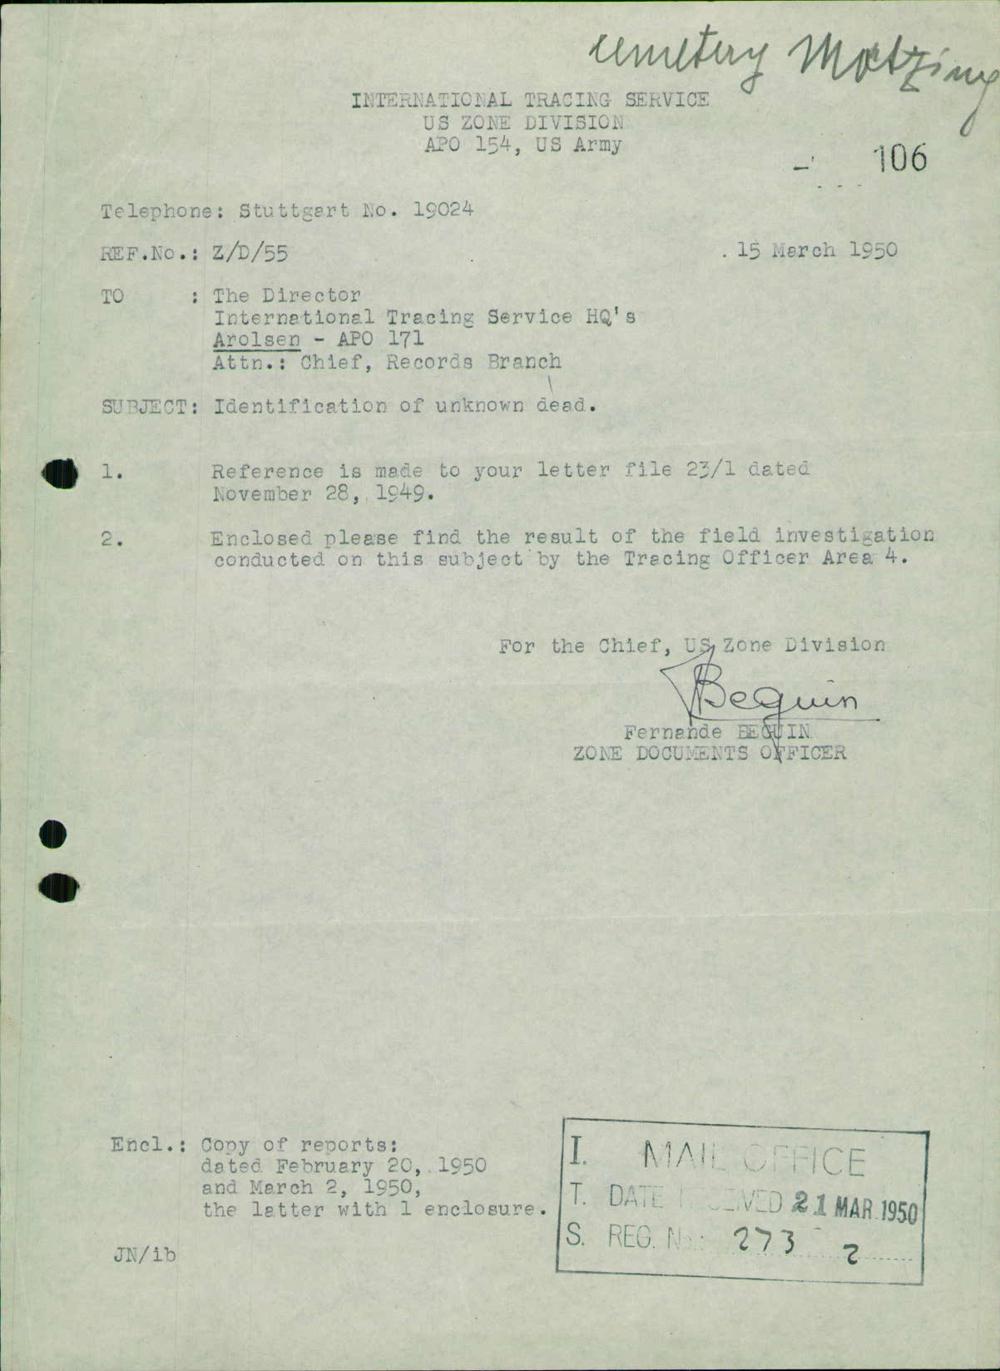 cemetery Motzing
INTERNATIONAL TRACING SERVICE
US ZONE DIVISION
APO 154, US Army
106
Telephone: Stuttgart No. 19024
REF.No.: Z/D/55
15 March 1950
TO : The Director
International Tracing Service HQ's
Arolsen - APO 171
Attn.: Chief, Records Branch
SUBJECT: Identification of unknown dead.
1. Reference is made to your letter file 23/1 dated
November 28, 1949.
2. Enclosed please find the result of the field investigation
conducted on this subject by the Tracing Officer Area 4.
For the Chief, US Zone Division
Bequin
Fernande BEQUIN
ZONE DOCUMENTS OFFICER
Encl.: Copy of reports:
dated February 20, 1950
and March 2, 1950,
the latter with 1 enclosure.
JN/ib
I. MAIL OFFICE
T. DATE RECEIVED 21 MAR 1950
S. REG. No: 273 2